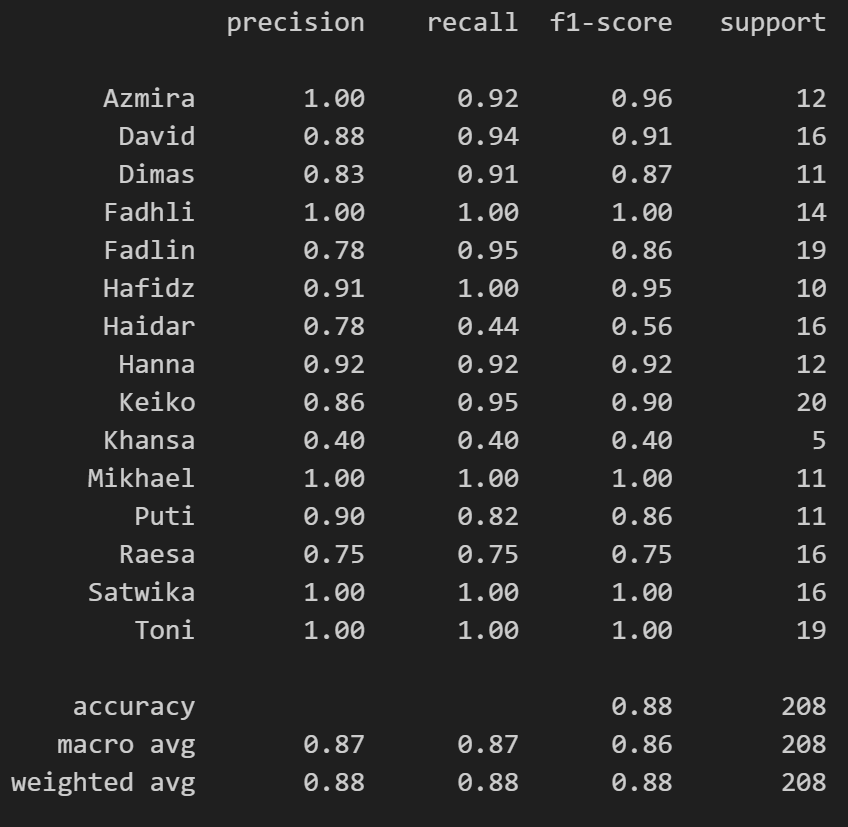 precision recall f1-score support
Azmira 1.00 0.92 0.96 12
David 0.88 0.94 0.91 16
Dimas 0.83 0.91 0.87 11
Fadhli 1.00 1.00 1.00 14
Fadlin 0.78 0.95 0.86 19
Hafidz 0.91 1.00 0.95 10
Haidar 0.78 0.44 0.56 16
Hanna 0.92 0.92 0.92 12
Keiko 0.86 0.95 0.90 20
Khansa 0.40 0.40 0.40 5
Mikhael 1.00 1.00 1.00 11
Puti 0.90 0.82 0.86 11
Raesa 0.75 0.75 0.75 16
Satwika 1.00 1.00 1.00 16
Toni 1.00 1.00 1.00 19
accuracy 0.88 208
macro avg 0.87 0.87 0.86 208
weighted avg 0.88 0.88 0.88 208